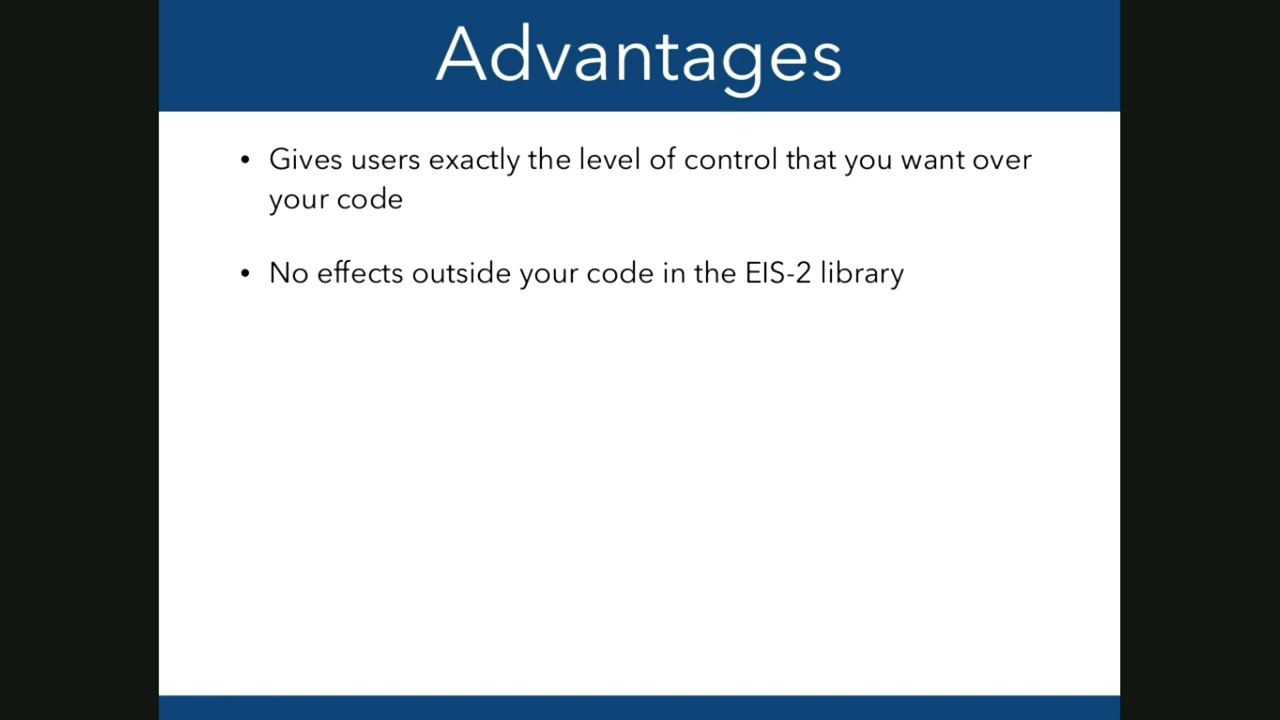 Advantages
• Gives users exactly the level of control that you want over
your code
• No effects outside your code in the EIS-2 library